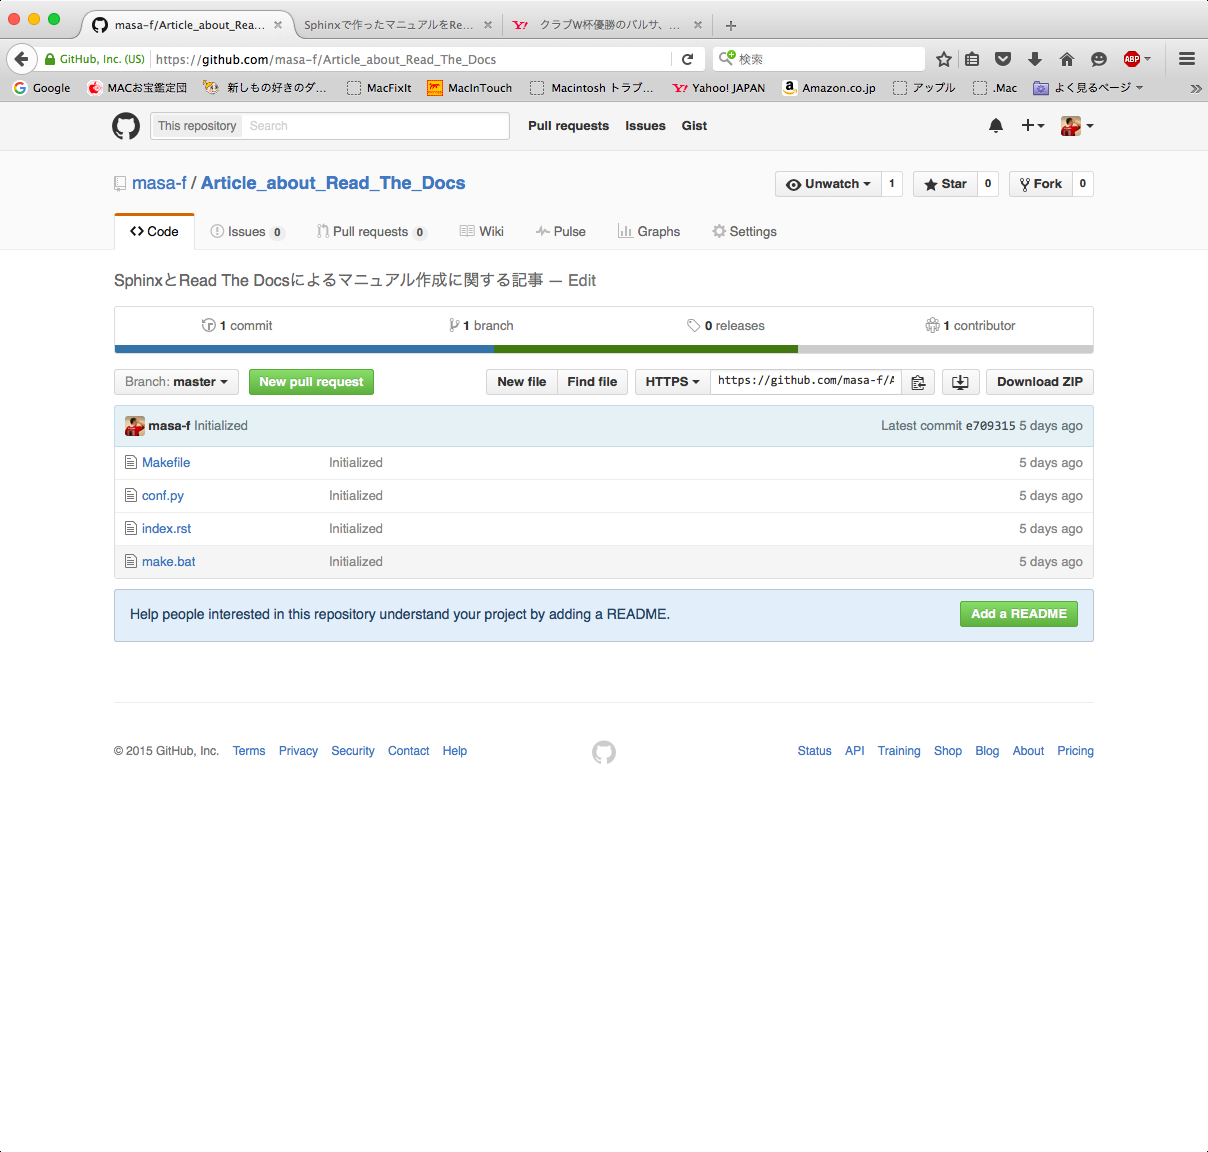 masa-f/Article_about_Rea...
Sphinxで作ったマニュアルをRe...
クラブW杯優勝のバルサ、...
GitHub, Inc. (US)
https://github.com/masa-f/Article_about_Read_The_Docs
検索
ABP
Google
MACお宝鑑定団
新しもの好きのダ...
MacFixIt
MacInTouch
Macintosh トラブ...
Yahoo! JAPAN
Amazon.co.jp
アップル
.Mac
よく見るページ
This repository
Search
Pull requests
Issues
Gist
masa-f / Article_about_Read_The_Docs
Unwatch 1
Star 0
Fork 0
Code
Issues 0
Pull requests 0
Wiki
Pulse
Graphs
Settings
SphinxとRead The Docsによるマニュアル作成に関する記事 — Edit
1 commit
1 branch
0 releases
1 contributor
Branch: master
New pull request
New file
Find file
HTTPS
https://github.com/masa-f/A
Download ZIP
masa-f Initialized
Latest commit e709315 5 days ago
Makefile Initialized 5 days ago
conf.py Initialized 5 days ago
index.rst Initialized 5 days ago
make.bat Initialized 5 days ago
Help people interested in this repository understand your project by adding a README.
Add a README
© 2015 GitHub, Inc. Terms Privacy Security Contact Help
Status API Training Shop Blog About Pricing